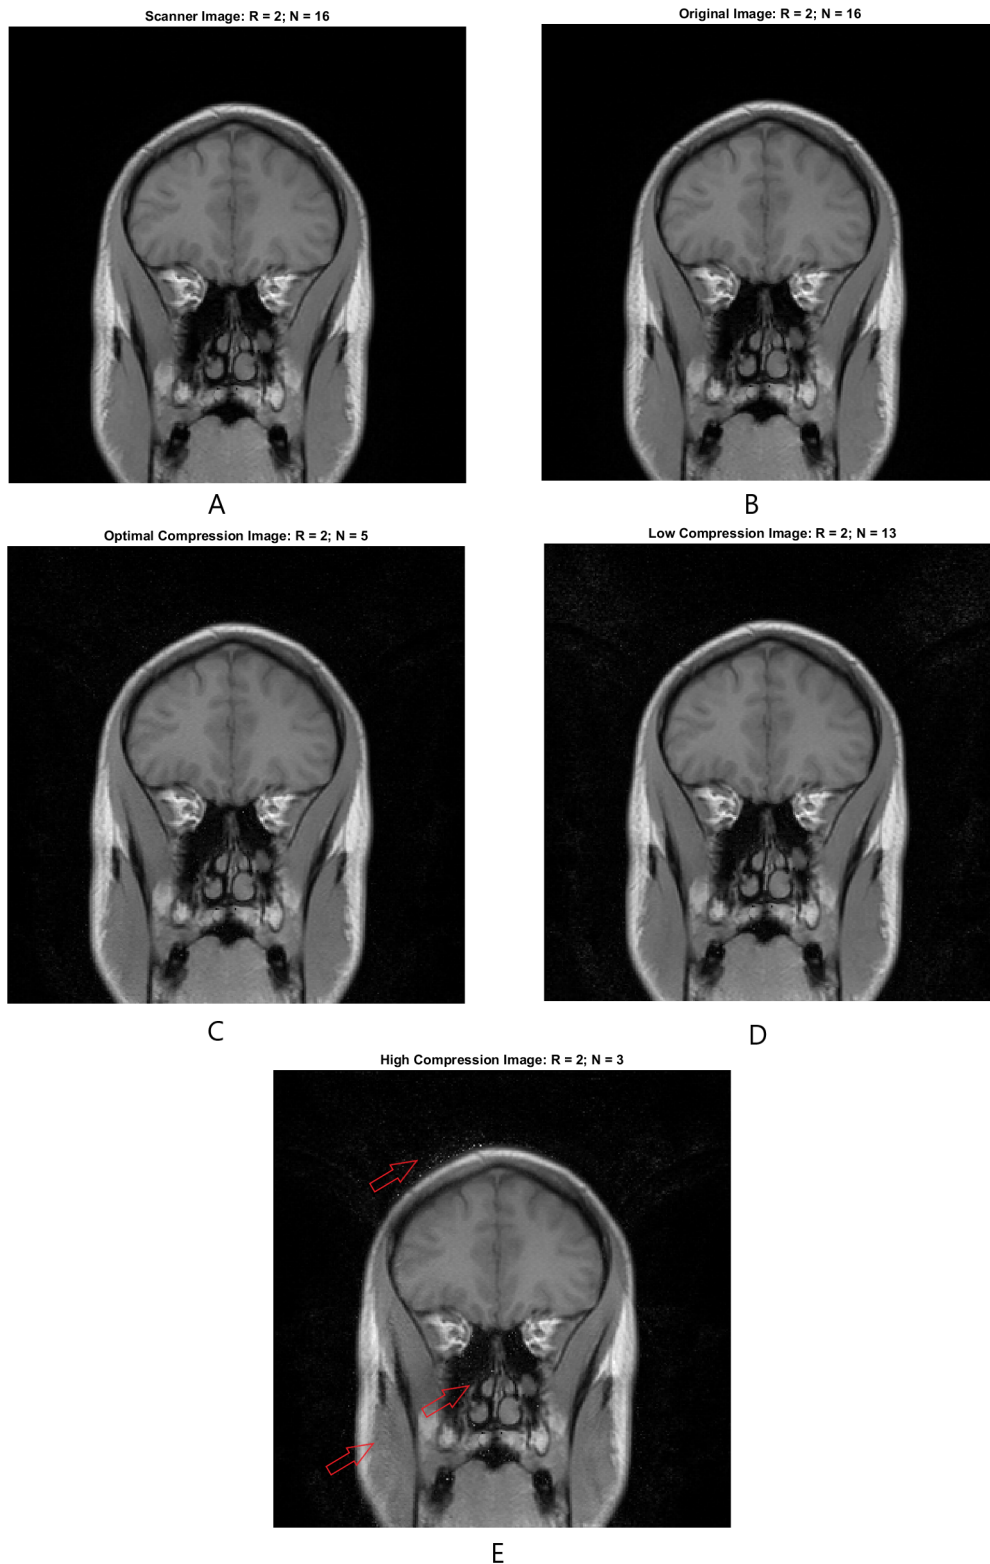 Scanner Image: R = 2; N = 16
Original Image: R = 2; N = 16
A
B
Optimal Compression Image: R = 2; N = 5
Low Compression Image: R = 2; N = 13
C
D
High Compression Image: R = 2; N = 3
E